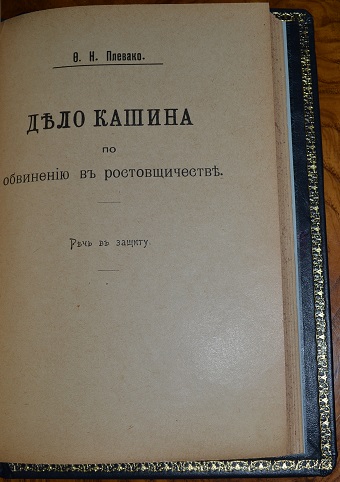 Ѳ. Н. Плевако.
ДѢЛО КАШИНА
по
обвиненію въ ростовщичествѣ.
Рѣчь въ защиту.